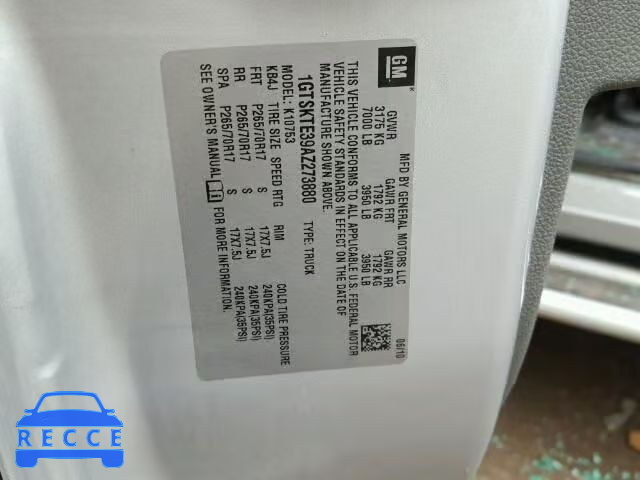 GM
MFD BY GENERAL MOTORS LLC
06/10
GVWR GAWR FRT GAWR RR
3175 KG 1792 KG 1792 KG
7000 LB 3950 LB 3950 LB
THIS VEHICLE CONFORMS TO ALL APPLICABLE U.S. FEDERAL MOTOR
VEHICLE SAFETY STANDARDS IN EFFECT ON THE DATE OF
MANUFACTURE SHOWN ABOVE.
1GTSKTE39AZ273880 TYPE: TRUCK
MODEL: K10753
KB4J TIRE SIZE SPEED RTG RIM COLD TIRE PRESSURE
FRT P265/70R17 S 17X7.5J 240KPA(35PSI)
RR P265/70R17 S 17X7.5J 240KPA(35PSI)
SPA P265/70R17 S 17X7.5J 240KPA(35PSI)
SEE OWNER'S MANUAL FOR MORE INFORMATION.
RECCE